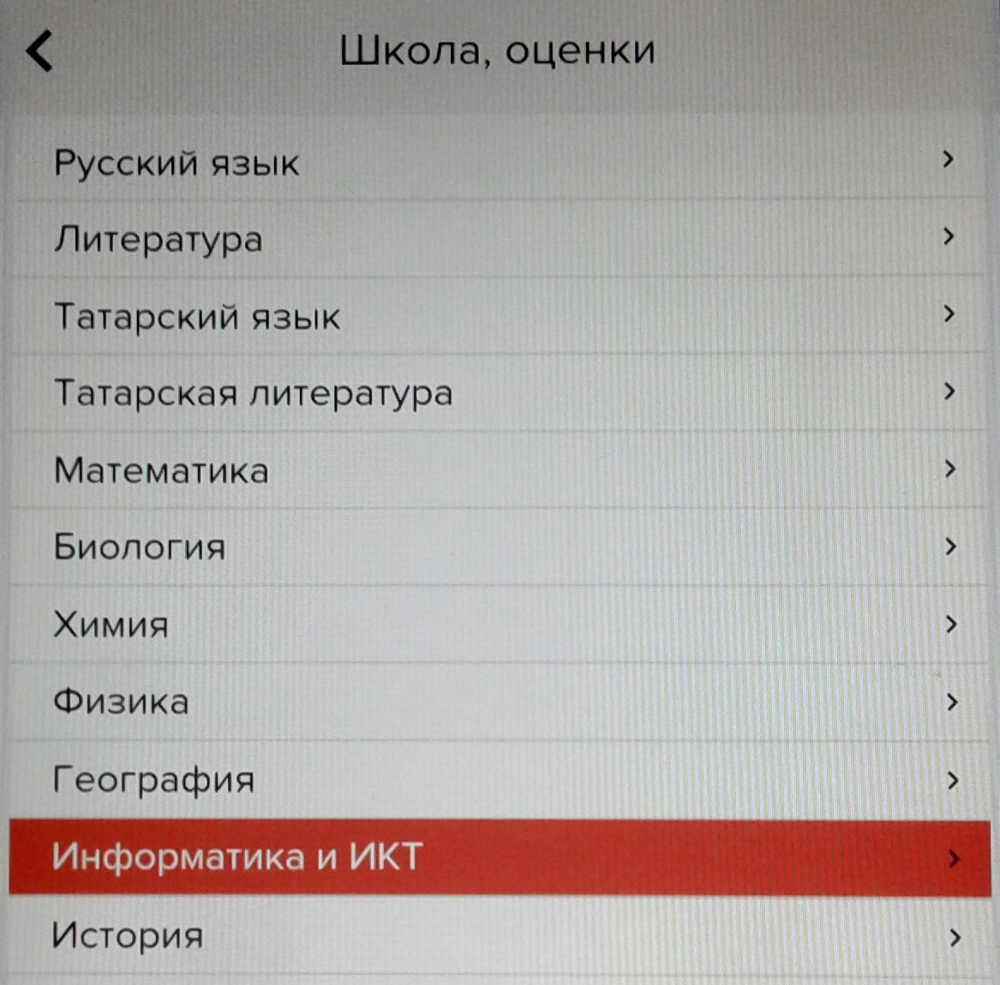 Школа, оценки
Русский язык
Литература
Татарский язык
Татарская литература
Математика
Биология
Химия
Физика
География
Информатика и ИКТ
История